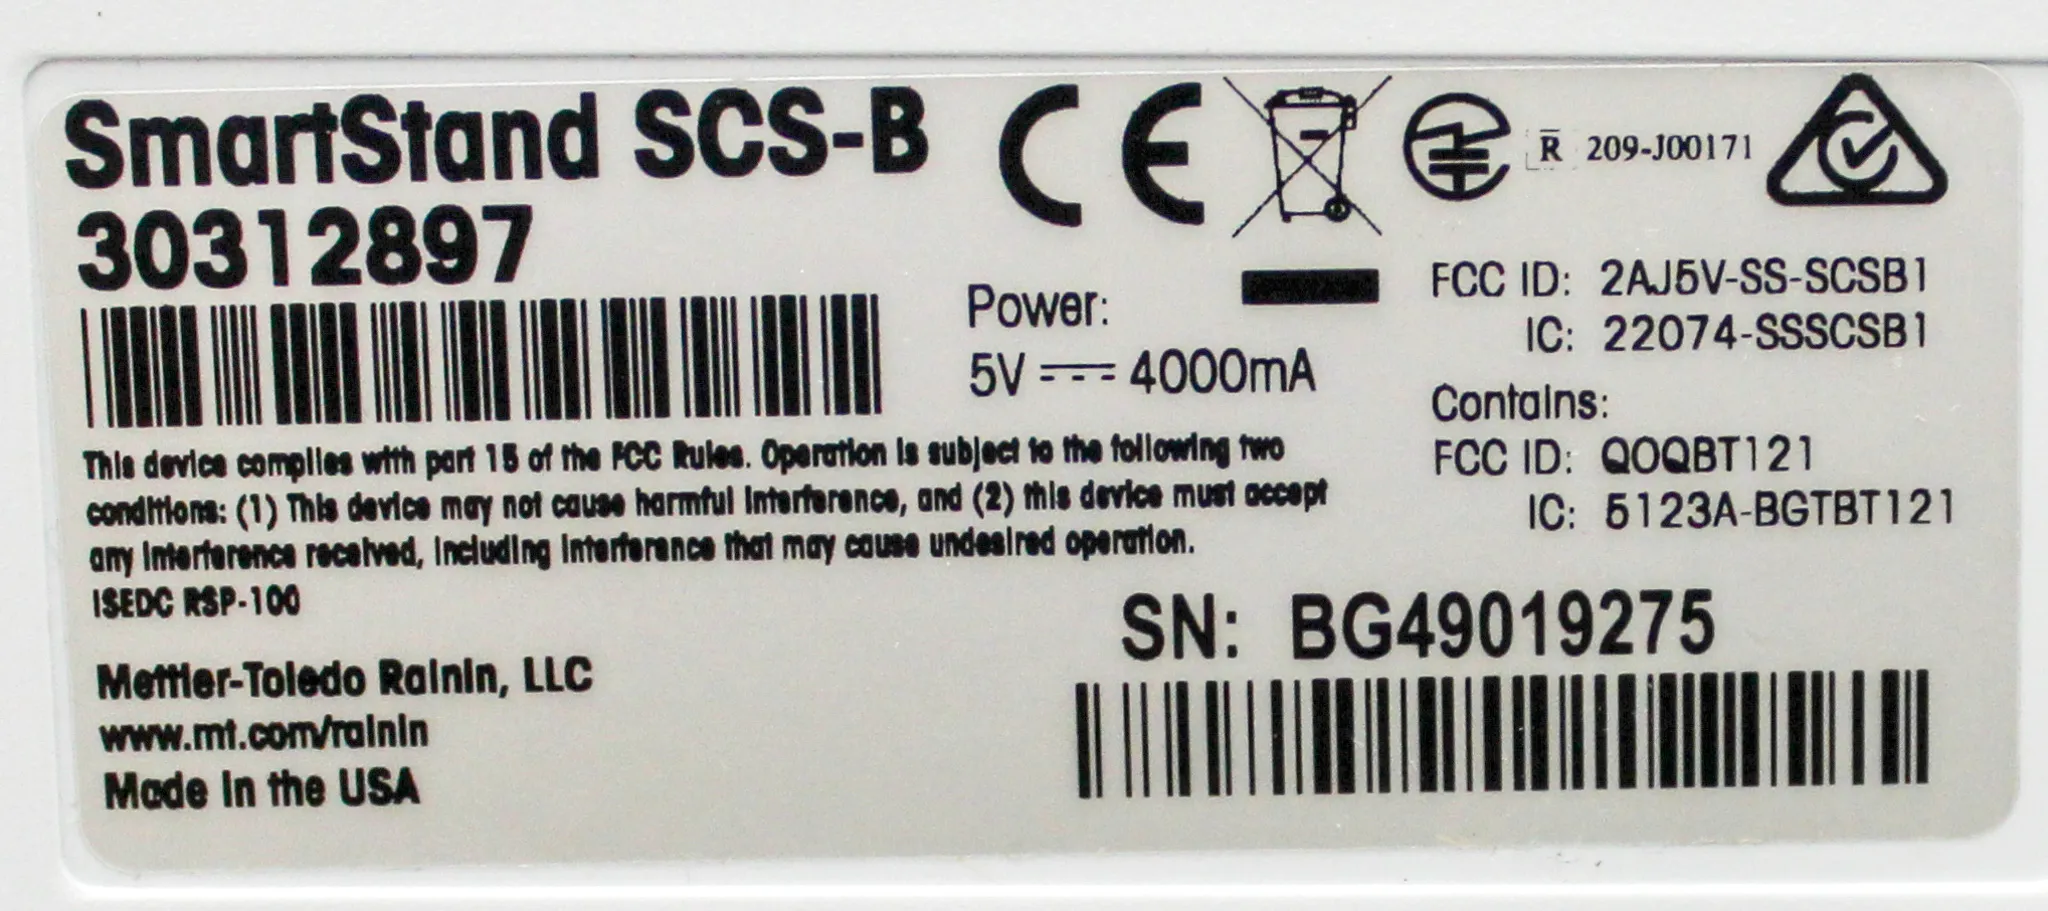 SmartStand SCS-B
30312897
CE
R 209-J00171
Power:
5V ⎓ 4000mA
FCC ID: 2AJ5V-SS-SCSB1
IC: 22074-SSSCSB1
Contains:
FCC ID: QOQBT121
IC: 5123A-BGTBT121
This device complies with part 15 of the FCC Rules. Operation is subject to the following two
conditions: (1) This device may not cause harmful interference, and (2) this device must accept
any interference received, including interference that may cause undesired operation.
ISEDC RSP-100
Mettler-Toledo Rainin, LLC
www.mt.com/rainin
Made in the USA
SN: BG49019275